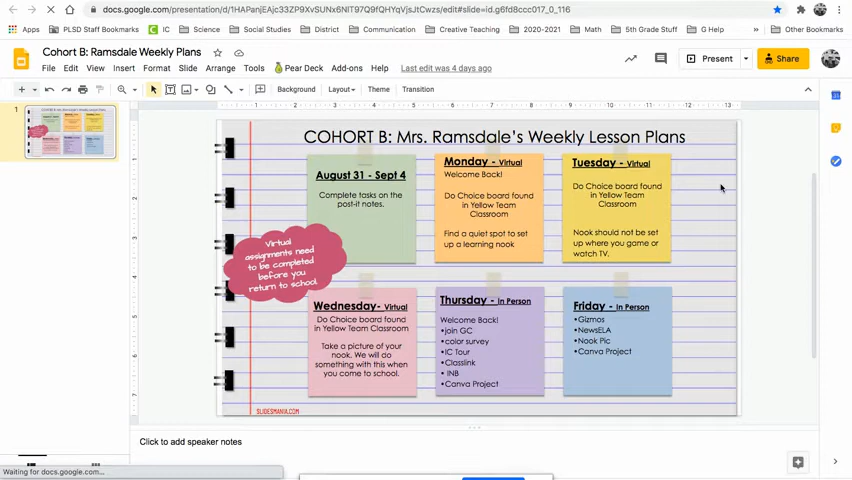 docs.google.com/presentation/d/1HAPanjEAjc33ZP9XvSUNx1El97Q9fQHYqVjsJtCwzs/edit#slide=id.g6fd8ccc017_0_116
Apps PLSD Staff Bookmarks IC Science Social Studies District Communication Creative Teaching 2020-2021 Math 5th Grade Stuff G Help Other Bookmarks
Cohort B: Ramsdale Weekly Plans
Present
Share
File Edit View Insert Format Slide Arrange Tools Pear Deck Add-ons Help Last edit was 4 days ago
Background Layout Theme Transition
1
COHORT B: Mrs. Ramsdale's Weekly Lesson Plans
August 31 - Sept 4
Complete tasks on the
post-it notes.
Monday - Virtual
Welcome Back!
Do Choice board found
in Yellow Team
Classroom
Find a quiet spot to set
up a learning nook
Tuesday - Virtual
Do Choice board found
in Yellow Team
Classroom
Nook should not be set
up where you game or
watch TV.
Virtual
assignments need
to be completed
before you
return to school.
Wednesday- Virtual
Do Choice board found
in Yellow Team Classroom
Take a picture of your
nook. We will do
something with this when
you come to school.
Thursday - In Person
Welcome Back!
•join GC
•color survey
•IC Tour
•Classlink
• INB
•Canva Project
Friday - In Person
•Gizmos
•NewsELA
•Nook Pic
•Canva Project
SLIDESMANIA.COM
Click to add speaker notes
Waiting for docs.google.com...